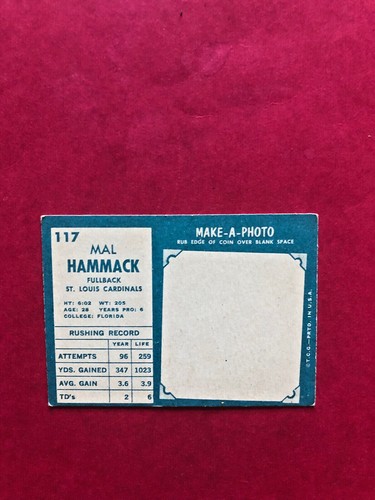 117
MAL
HAMMACK
FULLBACK
ST. LOUIS CARDINALS
HT: 6:02 WT: 205
AGE: 28 YEARS PRO: 6
COLLEGE: FLORIDA
RUSHING RECORD
YEAR LIFE
ATTEMPTS 96 259
YDS. GAINED 347 1023
AVG. GAIN 3.6 3.9
TD's 2 6
MAKE-A-PHOTO
RUB EDGE OF COIN OVER BLANK SPACE
©T.C.G.—PRTD. IN U.S.A.